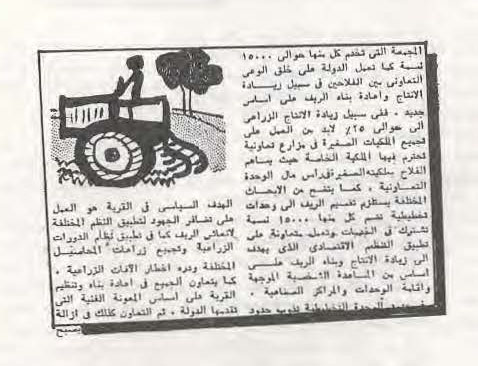 المجمعة التى تخدم كل منها حوالى ١٥٠٠٠
نسمة كما تعمل الدولة على خلق الوعى
التعاونى بين الفلاحين فى سبيل زيادة
الانتاج واعادة بناء الريف على اساس
جديد . ففى سبيل زيادة الانتاج الزراعى
الى حوالى ٢٥٪ لابد من العمل على
تجميع الملكيات الصغيرة فى مزارع تعاونية
تحترم فيها الملكية الخاصة حيث يساهم
الفلاح بملكيته الصغيرة فى راس مال الوحدة
التعاونية . كما يتضح من الابحاث
المختلفة يستلزم تقسيم الريف الى وحدات
تخطيطية تضم كل منها ١٥٠٠٠ نسمة
تشترك فى الخدمات وتعمل متعاونة على
تطبيق التنظيم الاقتصادى الذى يهدف
الى زيادة الانتاج وبناء الريف على
اساس من المساعدة الشخصية الموجهة
واقامة الوحدات والمراكز الصناعية .
الوحدة التخطيطية تذوب حدود
الهدف السياسى فى القرية هو العمل
على تضافر الجهود لتطبيق النظم المختلفة
لانعاش الريف كما فى تطبيق نظام الدورات
الزراعية وتجميع زراعات المحاصيل
المختلفة ودرء اخطار الافات الزراعية .
كما يتعاون الجميع فى اعادة بناء وتنظيم
القرية على اساس المعونة الفنية التى
تقدمها الدولة . ثم التعاون كذلك فى ازالة